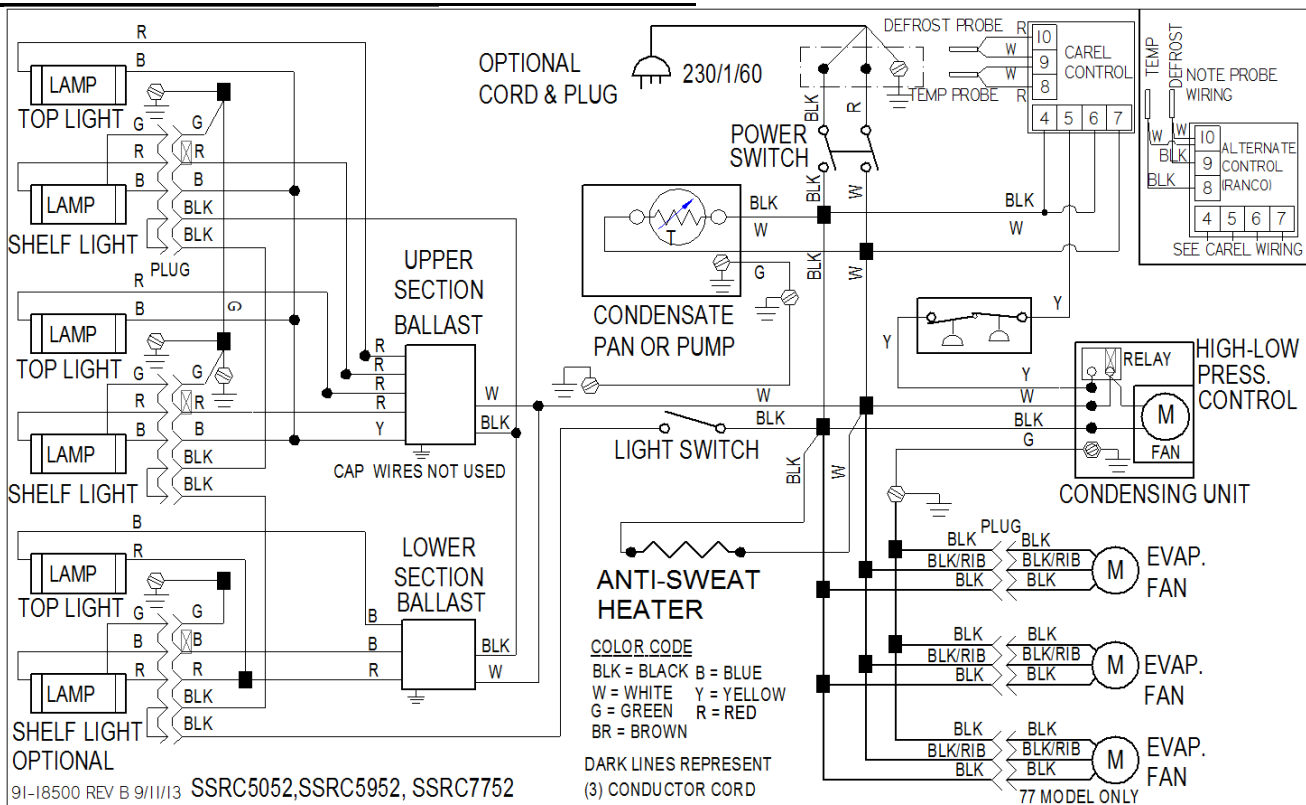 R
B
LAMP
TOP LIGHT
G
G
R
R
B
B
LAMP
BLK
SHELF LIGHT
BLK
PLUG
R
B
G
LAMP
TOP LIGHT
G
G
R
R
B
B
LAMP
BLK
SHELF LIGHT
BLK
B
R
LAMP
TOP LIGHT
G
G
B
B
R
R
LAMP
BLK
SHELF LIGHT
BLK
OPTIONAL
91-18500 REV B 9/11/13
SSRC5052,SSRC5952, SSRC7752
UPPER
SECTION
BALLAST
R
R
R
R
Y
W
BLK
CAP WIRES NOT USED
LOWER
SECTION
BALLAST
B
B
R
BLK
W
OPTIONAL
CORD & PLUG
230/1/60
BLK
R
POWER
SWITCH
BLK
W
BLK
W
T
G
BLK
W
CONDENSATE
PAN OR PUMP
W
LIGHT SWITCH
BLK
BLK
W
ANTI-SWEAT
HEATER
COLOR CODE
BLK = BLACK B = BLUE
W = WHITE Y = YELLOW
G = GREEN R = RED
BR = BROWN
DARK LINES REPRESENT
(3) CONDUCTOR CORD
DEFROST PROBE
R
W
W
TEMP PROBE
R
10
9
8
CAREL
CONTROL
4 5 6 7
BLK
W
TEMP
DEFROST
NOTE PROBE
WIRING
W
W
BLK
BLK
10
9
8
ALTERNATE
CONTROL
(RANCO)
4 5 6 7
SEE CAREL WIRING
Y
Y
Y
W
BLK
G
RELAY
M
FAN
HIGH-LOW
PRESS.
CONTROL
CONDENSING UNIT
PLUG
BLK
BLK
BLK/RIB
BLK/RIB
BLK
BLK
M
EVAP.
FAN
BLK
BLK
BLK/RIB
BLK/RIB
BLK
BLK
M
EVAP.
FAN
BLK
BLK
BLK/RIB
BLK/RIB
BLK
BLK
M
EVAP.
FAN
77 MODEL ONLY